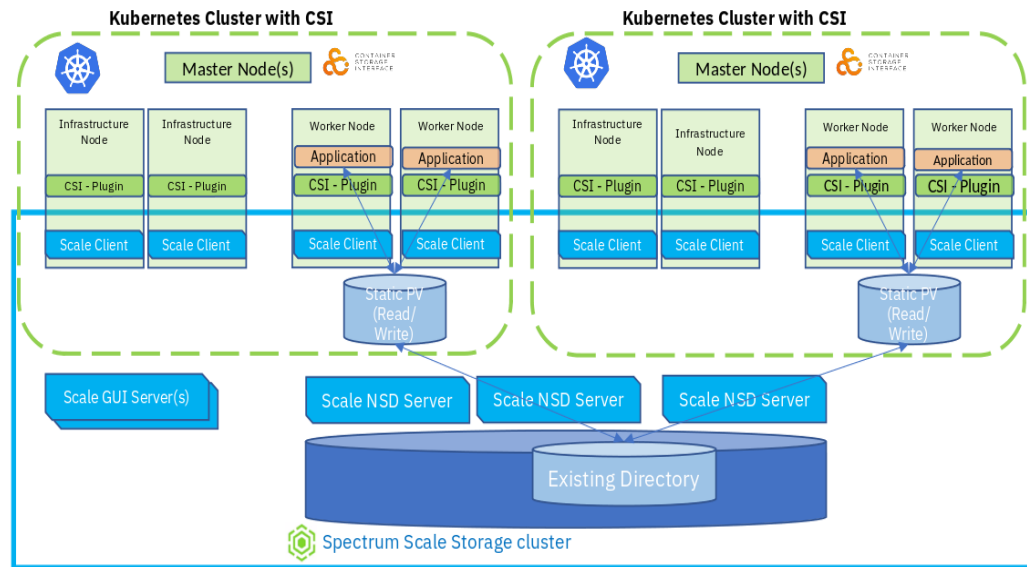 Kubernetes Cluster with CSI
Kubernetes Cluster with CSI
Master Node(s)
CONTAINER
STORAGE
INTERFACE
Master Node(s)
CONTAINER
STORAGE
INTERFACE
Infrastructure
Node
Infrastructure
Node
Worker Node
Worker Node
Infrastructure
Node
Infrastructure
Node
Worker Node
Worker Node
Application
Application
Application
Application
CSI - Plugin
CSI - Plugin
CSI - Plugin
CSI - Plugin
CSI - Plugin
CSI - Plugin
CSI - Plugin
CSI - Plugin
Scale Client
Scale Client
Scale Client
Scale Client
Scale Client
Scale Client
Scale Client
Scale Client
Static PV
(Read/
Write)
Static PV
(Read/
Write)
Scale GUI Server(s)
Scale NSD Server
Scale NSD Server
Scale NSD Server
Existing Directory
Spectrum Scale Storage cluster